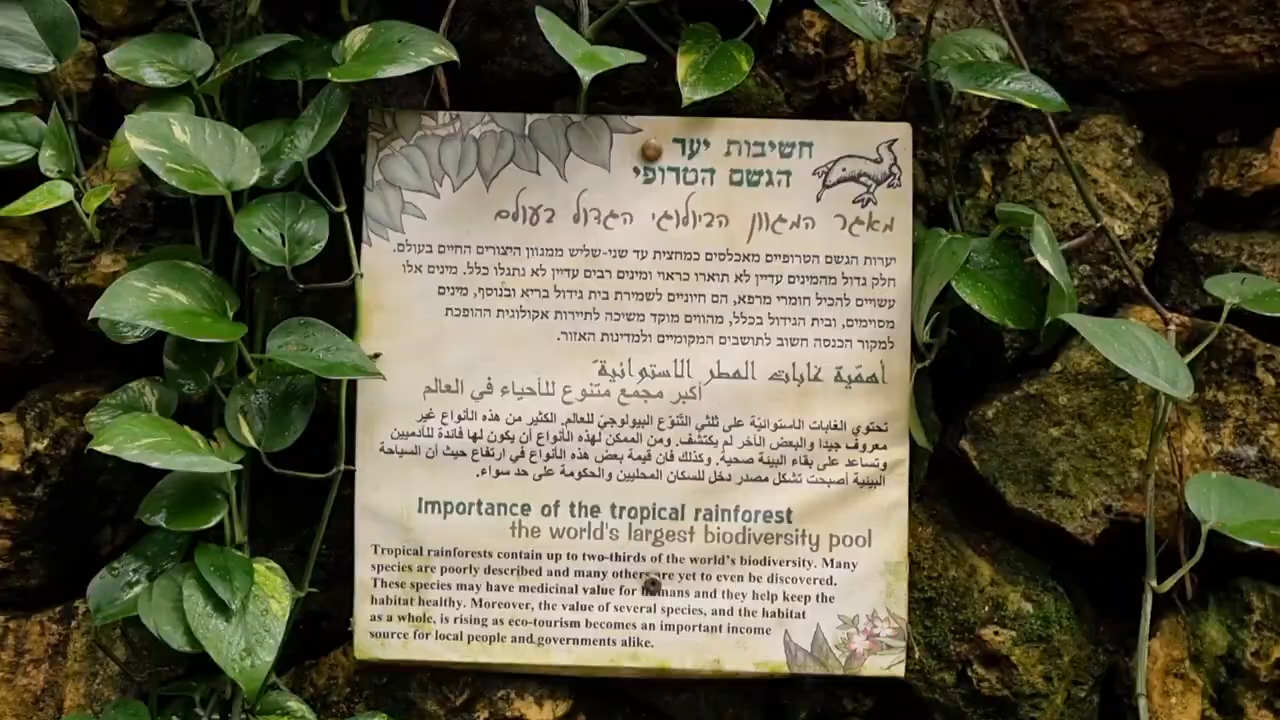 חשיבות יער
הגשם הטרופי
מאגר המגוון הביולוגי הגדול בעולם
יערות הגשם הטרופיים מאכלסים כמחצית עד שני-שליש ממגוון היצורים החיים בעולם.
חלק גדול מהמינים עדיין לא תוארו כראוי ומינים רבים עדיין לא נתגלו כלל. מינים אלו
עשויים להכיל חומרי מרפא, הם חיוניים לשמירת בית גידול בריא ובנוסף, מינים
מסוימים, ובית הגידול בכלל, מהווים מוקד משיכה לתיירות אקולוגית ההופכת
למקור הכנסה חשוב לתושבים המקומיים ולמדינות האזור.
أهمّية غابات المطر الاستوائية
أكبر مجمع متنوع للأحياء في العالم
تحتوي الغابات الاستوائيّة على ثلثي التّنوّع البيولوجيّ للعالم. الكثير من هذه الأنواع غير
معروف جيدا والبعض الآخر لم يكتشف. ومن الممكن لهذه الأنواع أن يكون لها فائدة للآدميين
وتساعد على بقاء البيئة صحية. وكذلك فان قيمة بعض هذه الأنواع في ارتفاع حيث أن السياحة
البيئية أصبحت تشكل مصدر دخل للسكان المحليين والحكومة على حد سواء.
Importance of the tropical rainforest
the world's largest biodiversity pool
Tropical rainforests contain up to two-thirds of the world's biodiversity. Many
species are poorly described and many others are yet to even be discovered.
These species may have medicinal value for humans and they help keep the
habitat healthy. Moreover, the value of several species, and the habitat
as a whole, is rising as eco-tourism becomes an important income
source for local people and governments alike.